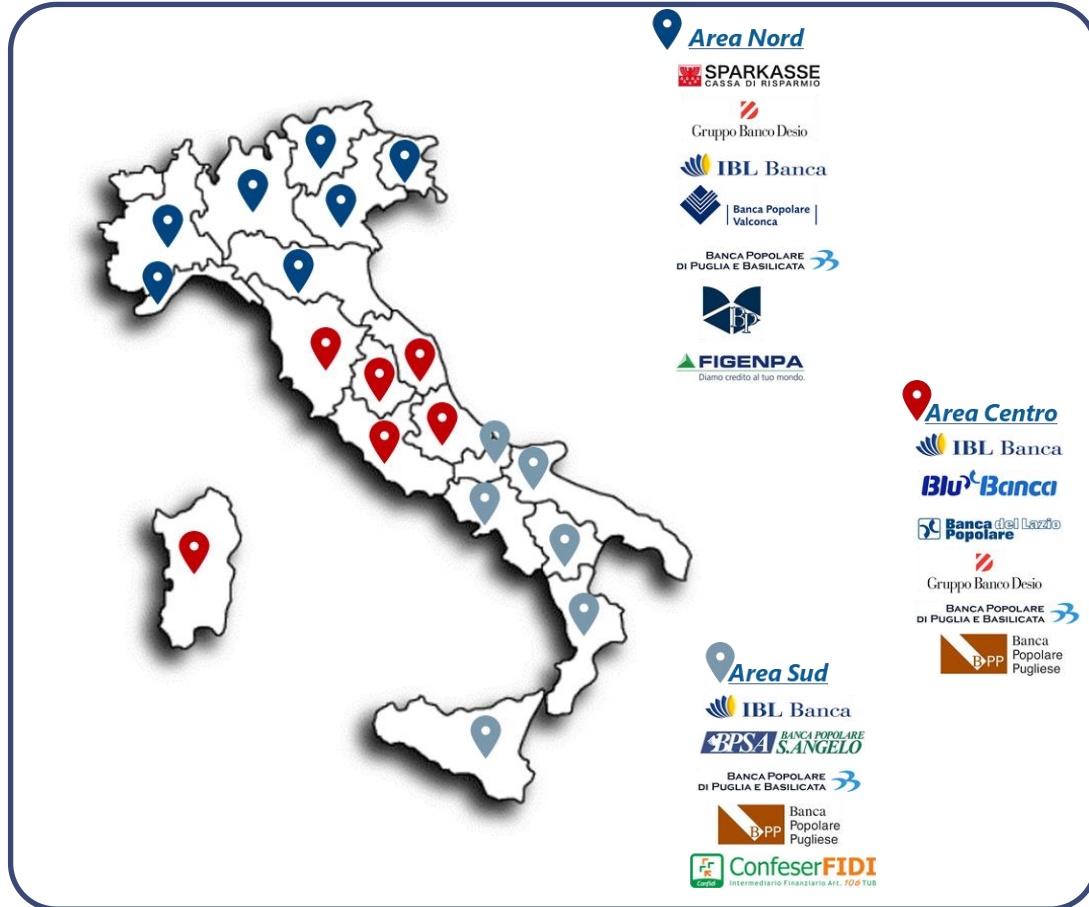 Area Nord
SPARKASSE
CASSA DI RISPARMIO
Gruppo Banco Desio
IBL Banca
Banca Popolare
Valconca
BANCA POPOLARE
DI PUGLIA E BASILICATA
BP
FIGENPA
Diamo credito al tuo mondo.
Area Centro
IBL Banca
Blu Banca
Banca del Lazio
Popolare
Gruppo Banco Desio
BANCA POPOLARE
DI PUGLIA E BASILICATA
BPP
Banca
Popolare
Pugliese
Area Sud
IBL Banca
BPSA BANCA POPOLARE
S.ANGELO
BANCA POPOLARE
DI PUGLIA E BASILICATA
BPP
Banca
Popolare
Pugliese
Confidi
ConfeserFIDI
Intermediario Finanziario Art. 106 TUB